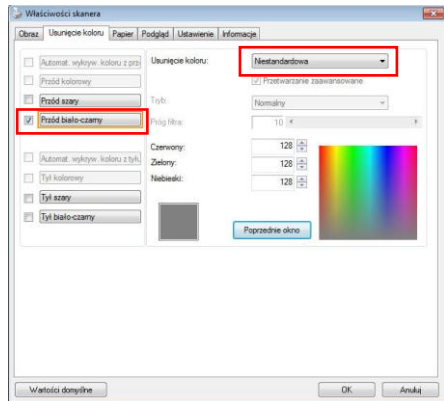 Właściwości skanera
Obraz Usunięcie koloru Papier Podgląd Ustawienie Informacje
Automat. wykryw. koloru z prz
Przód kolorowy
Przód szary
Przód biało-czarny
Automat. wykryw. koloru z tyłu
Tył kolorowy
Tył szary
Tył biało-czarny
Usunięcie koloru: Niestandardowa
Przetwarzanie zaawansowane
Tryb: Normalny
Próg filtra: 10
Czerwony: 128
Zielony: 128
Niebieski: 128
Poprzednie okno
Wartości domyślne OK Anuluj